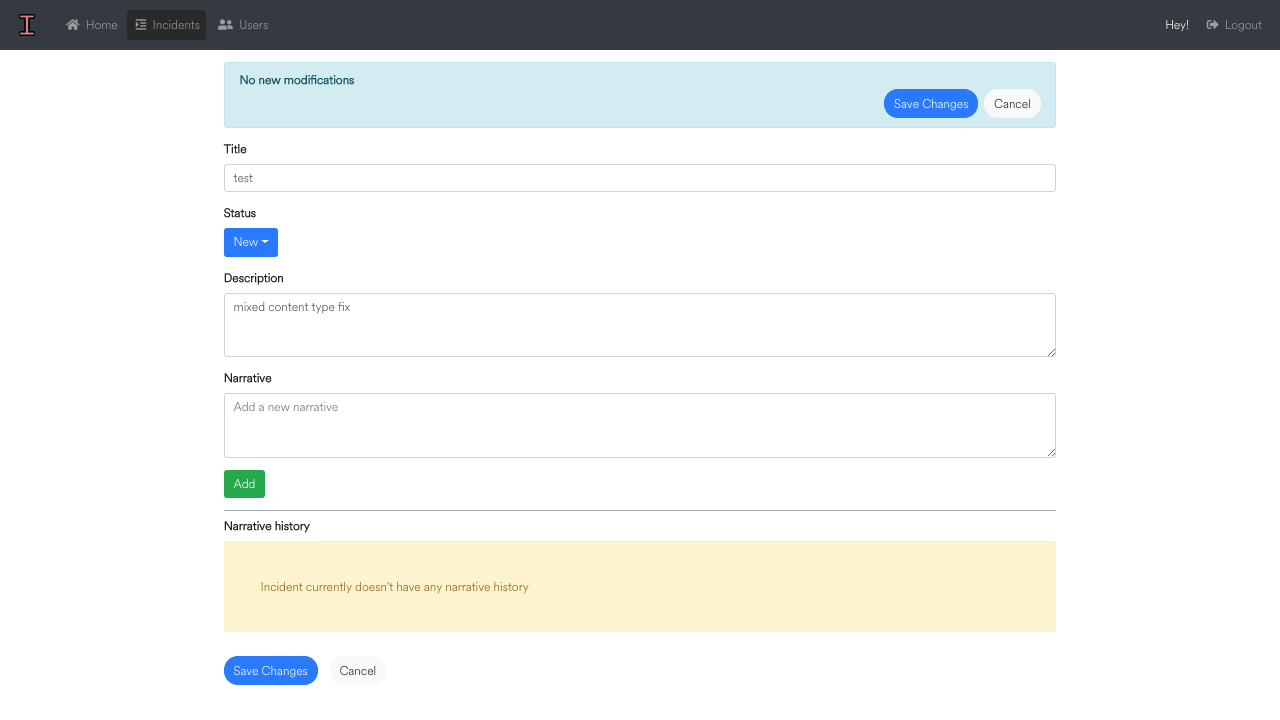 I
Home
Incidents
Users
Hey!
Logout
No new modifications
Save Changes
Cancel
Title
test
Status
New
Description
mixed content type fix
Narrative
Add a new narrative
Add
Narrative history
Incident currently doesn't have any narrative history
Save Changes
Cancel